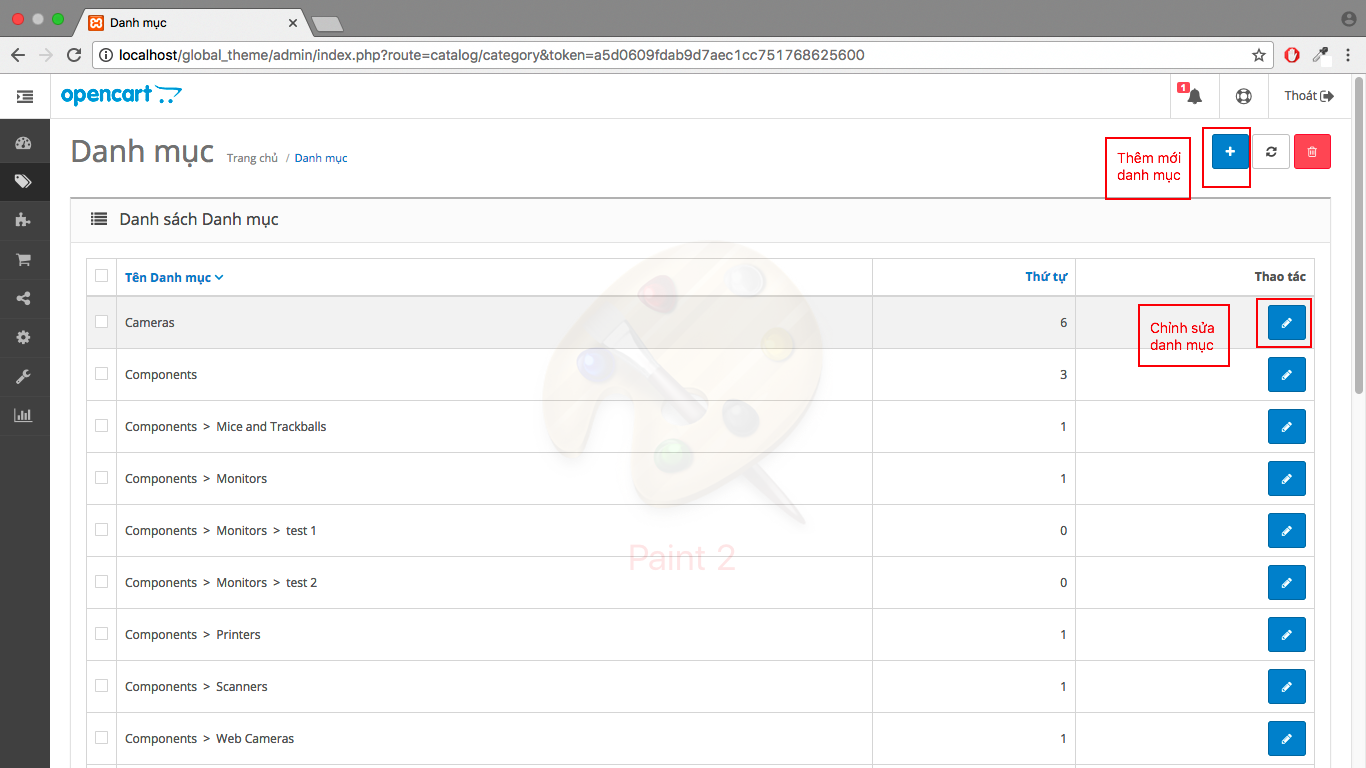 Danh mục
localhost/global_theme/admin/index.php?route=catalog/category&token=a5d0609fdab9d7aec1cc751768625600
opencart
1
Thoát
Danh mục
Trang chủ / Danh mục
Thêm mới
danh mục
Danh sách Danh mục
Tên Danh mục
Thứ tự
Thao tác
Cameras
6
Chỉnh sửa
danh mục
Components
3
Components > Mice and Trackballs
1
Components > Monitors
1
Components > Monitors > test 1
0
Components > Monitors > test 2
0
Components > Printers
1
Components > Scanners
1
Components > Web Cameras
1
Paint 2